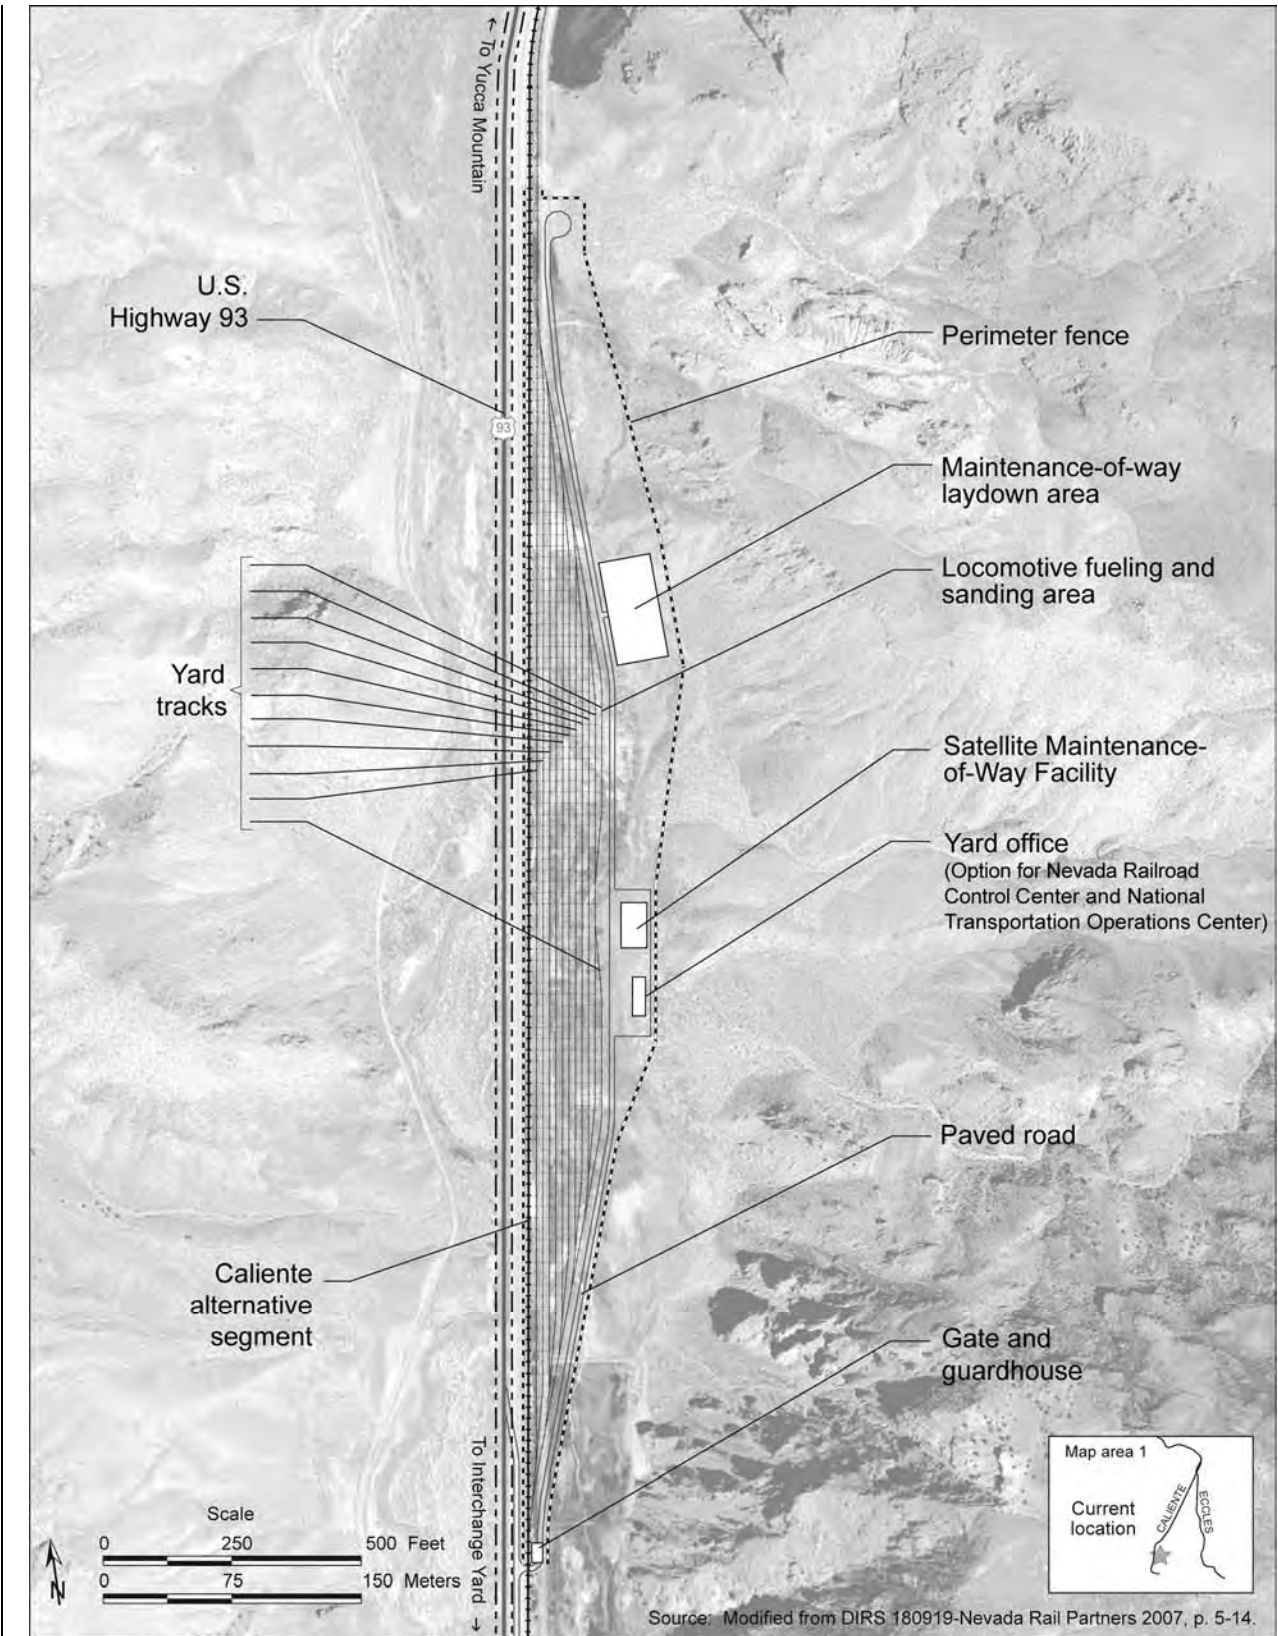 ← To Yucca Mountain
U.S.
Highway 93
93
Perimeter fence
Maintenance-of-way
laydown area
Locomotive fueling and
sanding area
Yard
tracks
Satellite Maintenance-
of-Way Facility
Yard office
(Option for Nevada Railroad
Control Center and National
Transportation Operations Center)
Paved road
Caliente
alternative
segment
Gate and
guardhouse
To Interchange Yard →
Scale
0 250 500 Feet
0 75 150 Meters
N
Map area 1
Current
location
CALIENTE
ECCLES
Source: Modified from DIRS 180919-Nevada Rail Partners 2007, p. 5-14.